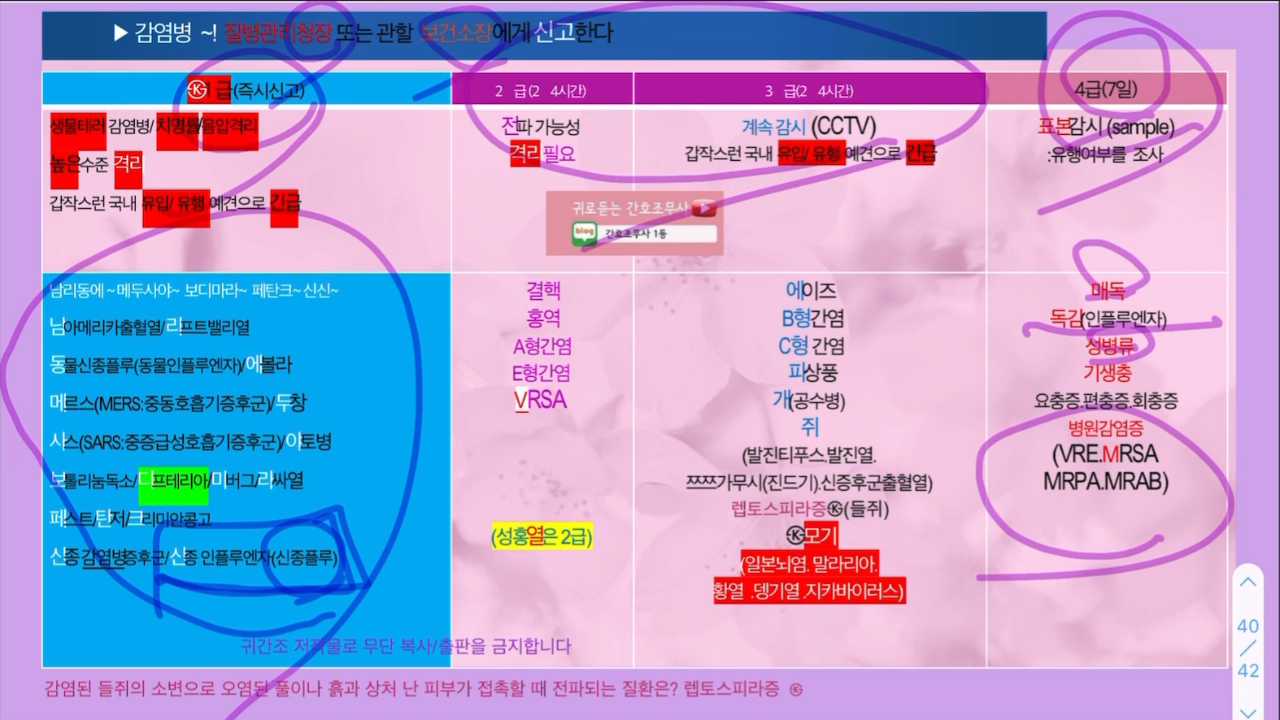 ▶ 감염병 ~! 질병관리청장 또는 관할 보건소장에게 신고한다
㉿ 급(즉시신고)
2 급(2 4시간)
3 급(2 4시간)
4급(7일)
생물테러 감염병/ 치명률/음압격리
높은수준 격리
갑작스런 국내 유입/ 유행 예견으로 긴급
전파 가능성
격리 필요
계속 감시 (CCTV)
갑작스런 국내 유입/ 유행 예견으로 긴급
표본감시 (sample)
:유행여부를 조사
귀로듣는 간호조무사
blog 간호조무사 1등
남리동에 ~메두사야~ 보디마라~ 페탄크~ 신신~
남아메리카출혈열/리프트밸리열
동물신종플루(동물인플루엔자)/에볼라
메르스(MERS:중동호흡기증후군)/두창
사스(SARS:중증급성호흡기증후군)/야토병
보툴리눔독소/디프테리아/마버그/라싸열
페스트/탄저/크리미안콩고
신종 감염병증후군/신종 인플루엔자(신종플루)
결핵
홍역
A형간염
E형간염
VRSA
(성홍열은 2급)
에이즈
B형간염
C형 간염
파상풍
개(공수병)
쥐
(발진티푸스.발진열.
쯔쯔가무시(진드기).신증후군출혈열)
렙토스피라증㉿(들쥐)
㉿모기
(일본뇌염. 말라리아.
황열 .뎅기열 .지카바이러스)
매독
독감(인플루엔자)
성병류
기생충
요충증.편충증.회충증
병원감염증
(VRE.MRSA
MRPA.MRAB)
귀간조 저작물로 무단 복사/출판을 금지합니다
감염된 들쥐의 소변으로 오염된 풀이나 흙과 상처 난 피부가 접촉할 때 전파되는 질환은? 렙토스피라증 ㉿
40
/
42